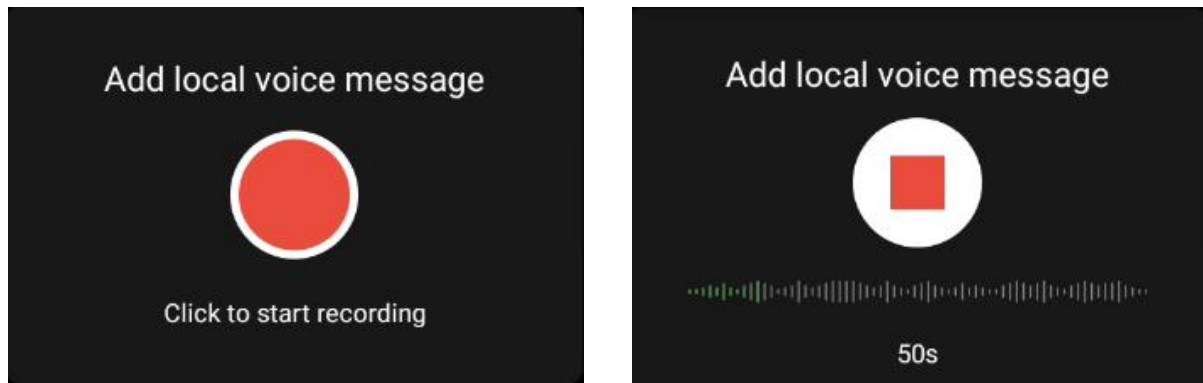 Add local voice message
Click to start recording
Add local voice message
50s